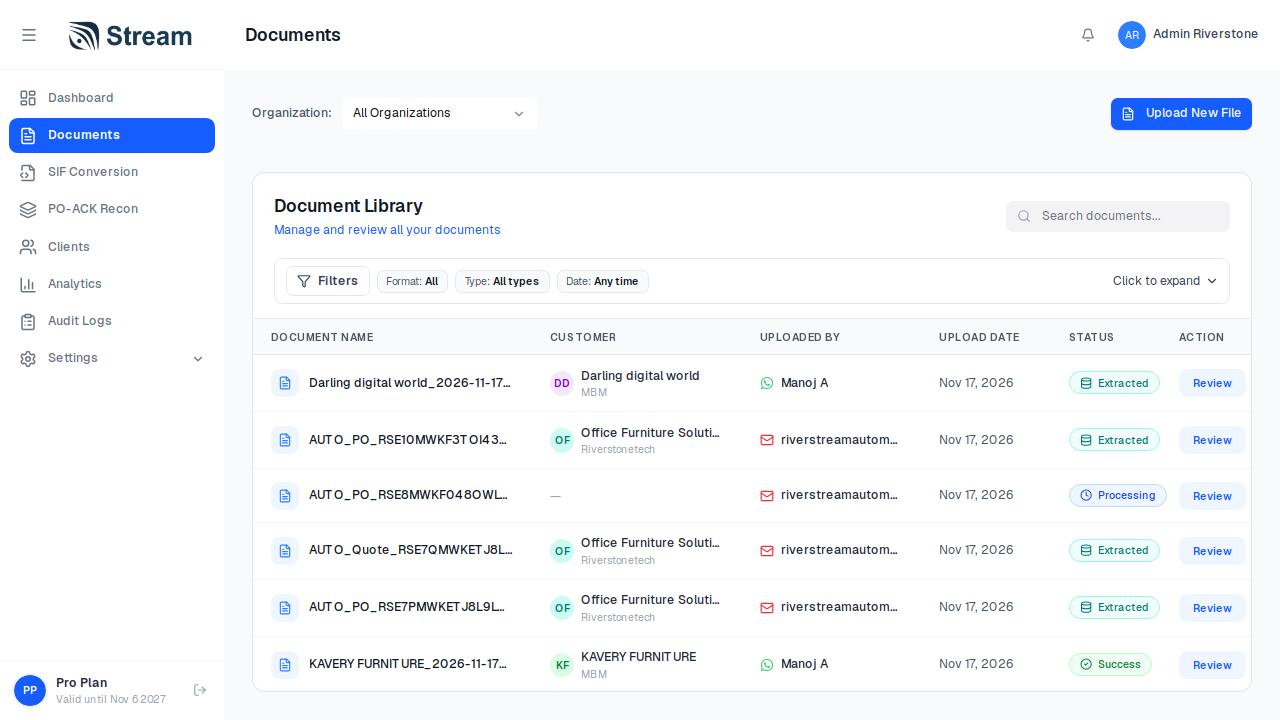 Stream
Documents
AR
Admin Riverstone
Dashboard
Documents
SIF Conversion
PO-ACK Recon
Clients
Analytics
Audit Logs
Settings
PP
Pro Plan
Valid until Nov 6 2027
Organization:
All Organizations
Upload New File
Document Library
Manage and review all your documents
Search documents...
Filters
Format: All
Type: All types
Date: Any time
Click to expand
DOCUMENT NAME
CUSTOMER
UPLOADED BY
UPLOAD DATE
STATUS
ACTION
Darling digital world_2026-11-17...
DD
Darling digital world
MBM
Manoj A
Nov 17, 2026
Extracted
Review
AUTO_PO_RSE10MWKF3TOI43...
OF
Office Furniture Soluti...
Riverstonetech
riverstreamautom...
Nov 17, 2026
Extracted
Review
AUTO_PO_RSE8MWKF048OWL...
—
riverstreamautom...
Nov 17, 2026
Processing
Review
AUTO_Quote_RSE7QMWKETJ8L...
OF
Office Furniture Soluti...
Riverstonetech
riverstreamautom...
Nov 17, 2026
Extracted
Review
AUTO_PO_RSE7PMWKETJ8L9L...
OF
Office Furniture Soluti...
Riverstonetech
riverstreamautom...
Nov 17, 2026
Extracted
Review
KAVERY FURNITURE_2026-11-17...
KF
KAVERY FURNITURE
MBM
Manoj A
Nov 17, 2026
Success
Review